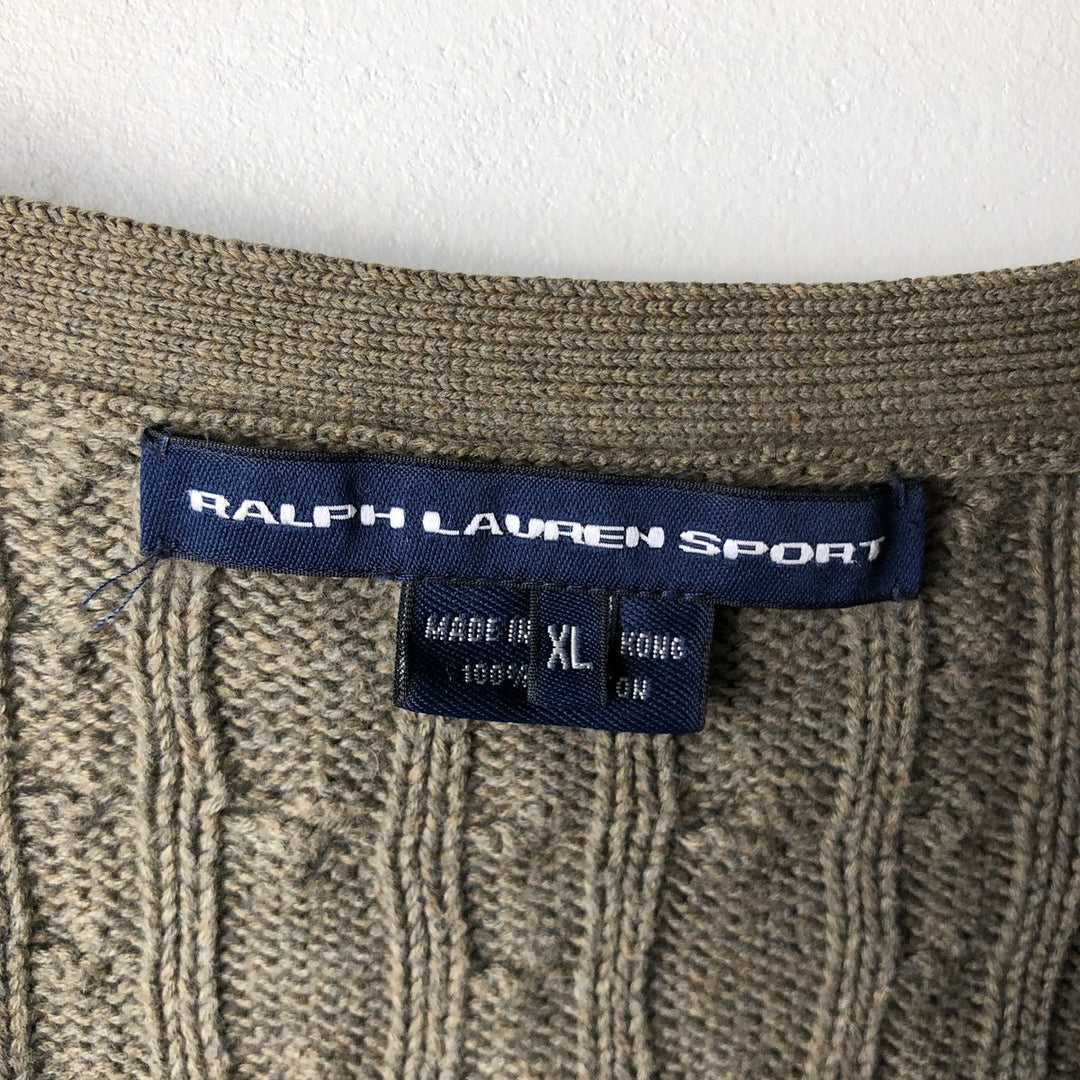 RALPH LAUREN SPORT
MADE IN XL KONG
100% ON